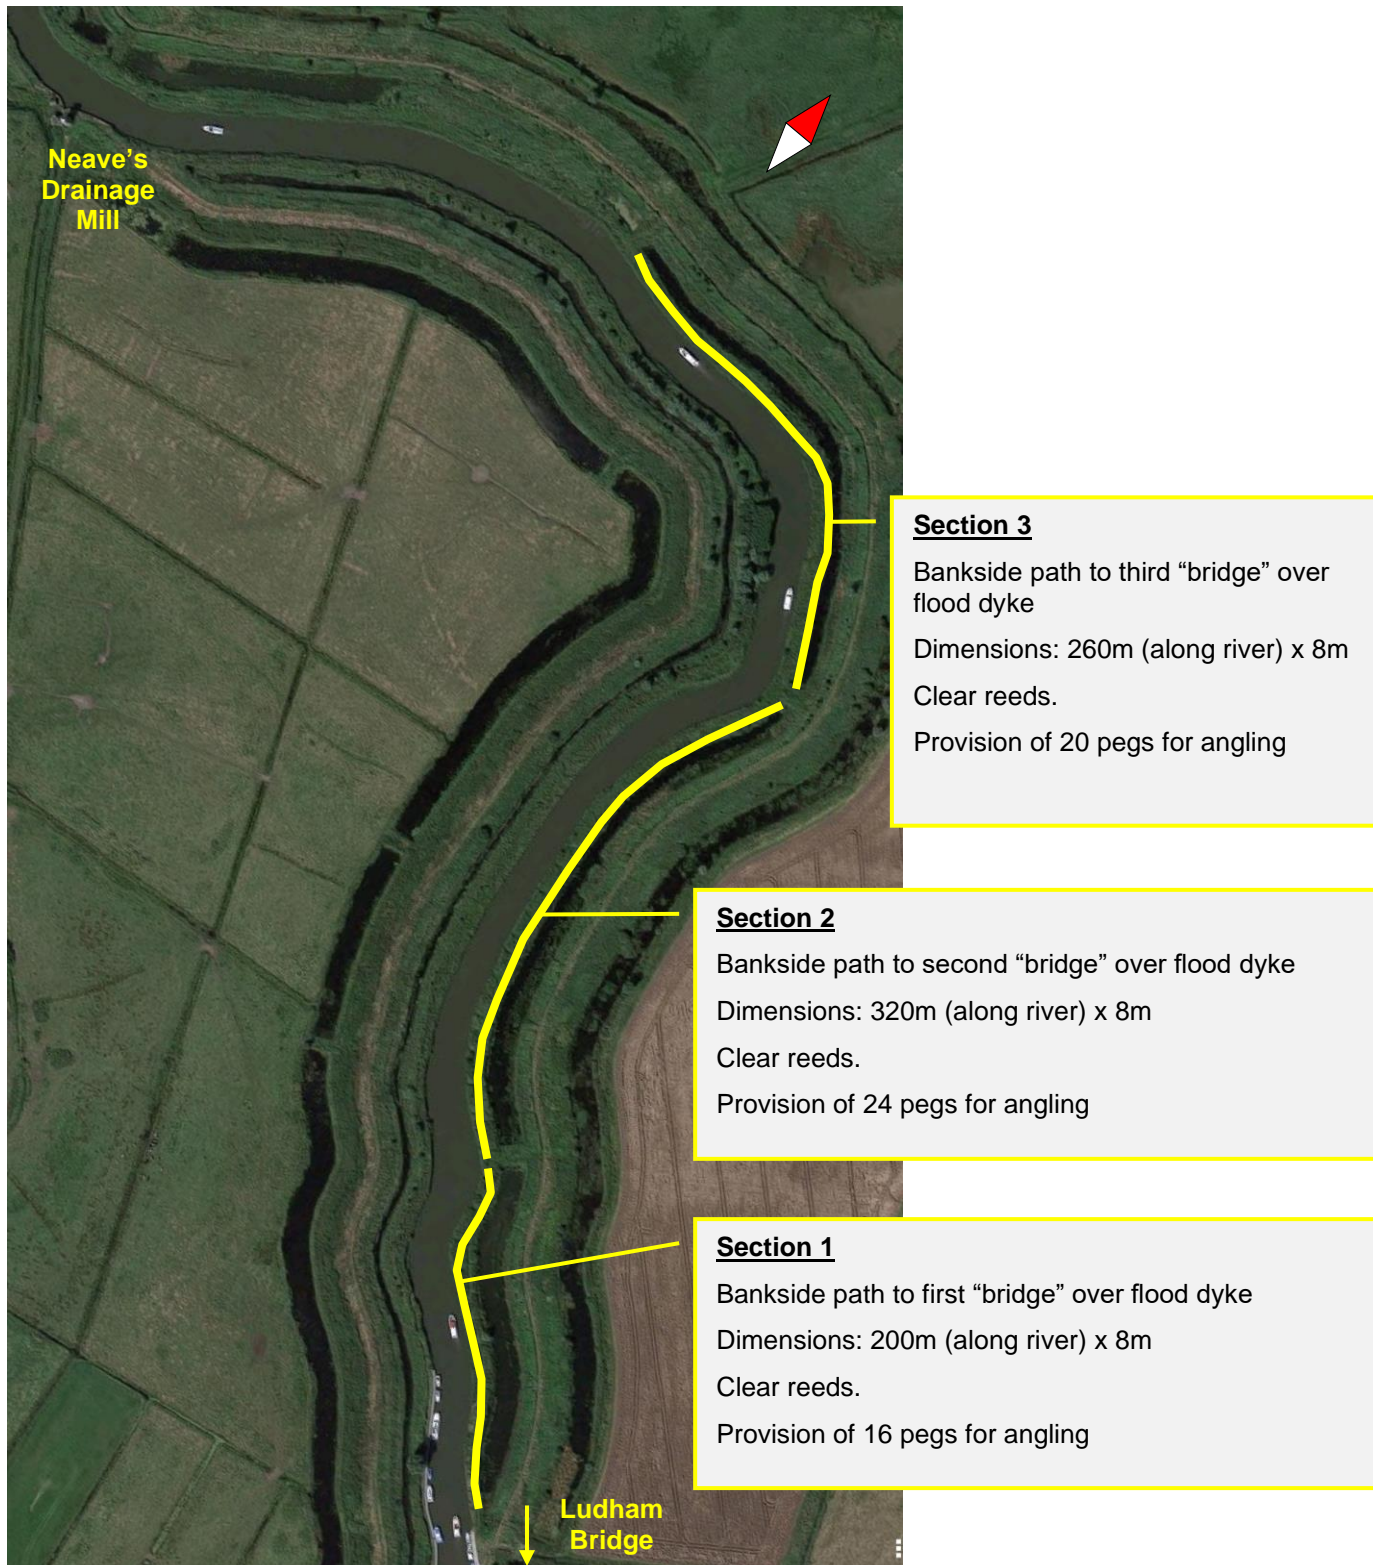 Neave’s
Drainage
Mill
Section 3
Bankside path to third “bridge” over
flood dyke
Dimensions: 260m (along river) x 8m
Clear reeds.
Provision of 20 pegs for angling
Section 2
Bankside path to second “bridge” over flood dyke
Dimensions: 320m (along river) x 8m
Clear reeds.
Provision of 24 pegs for angling
Section 1
Bankside path to first “bridge” over flood dyke
Dimensions: 200m (along river) x 8m
Clear reeds.
Provision of 16 pegs for angling
Ludham
Bridge